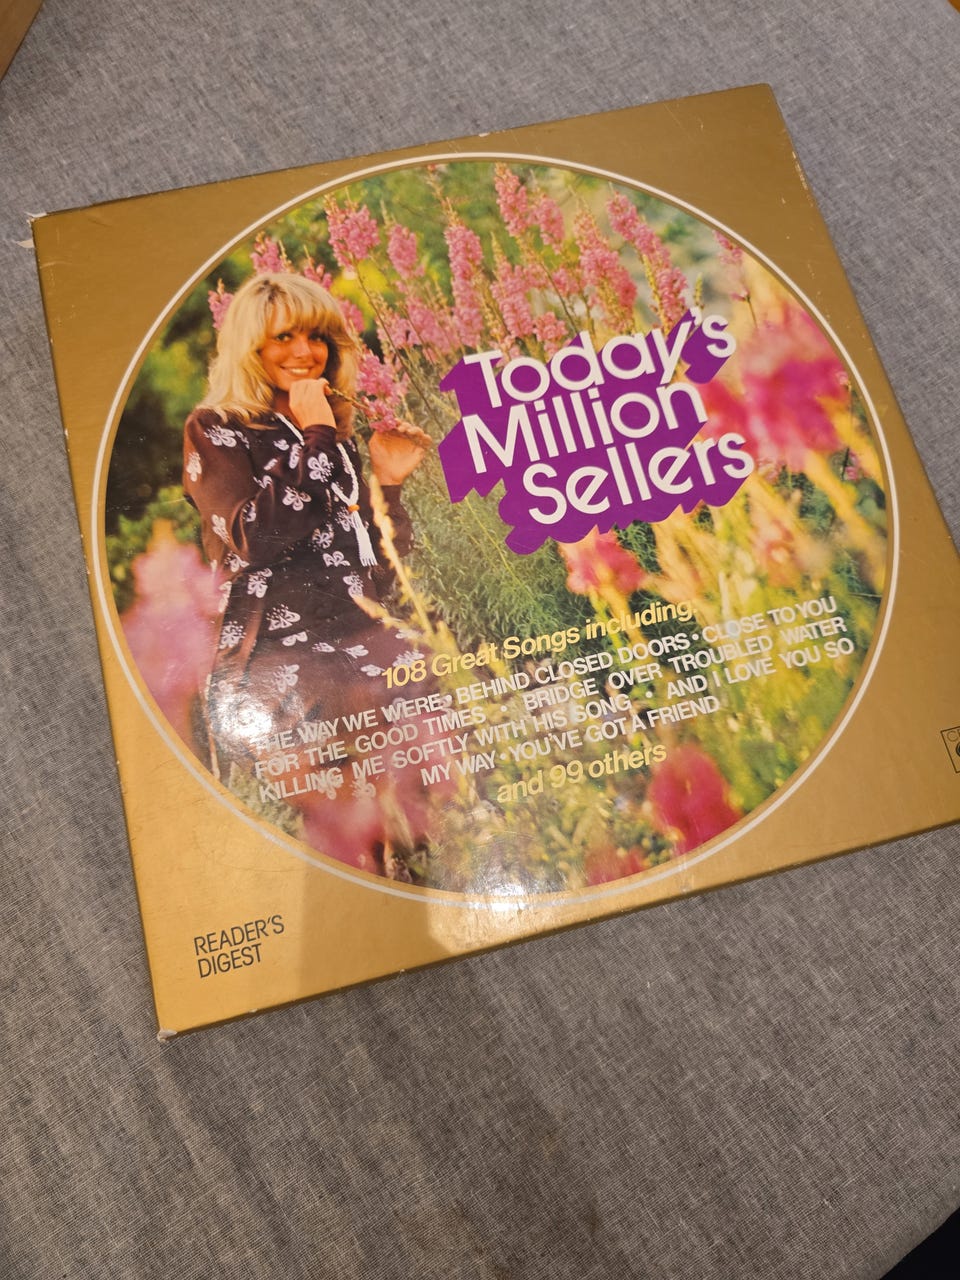 Today's
Million
Sellers
108 Great Songs including:
THE WAY WE WERE • BEHIND CLOSED DOORS • CLOSE TO YOU
FOR THE GOOD TIMES • BRIDGE OVER TROUBLED WATER
KILLING ME SOFTLY WITH HIS SONG • AND I LOVE YOU SO
MY WAY • YOU'VE GOT A FRIEND
and 99 others
READER'S
DIGEST